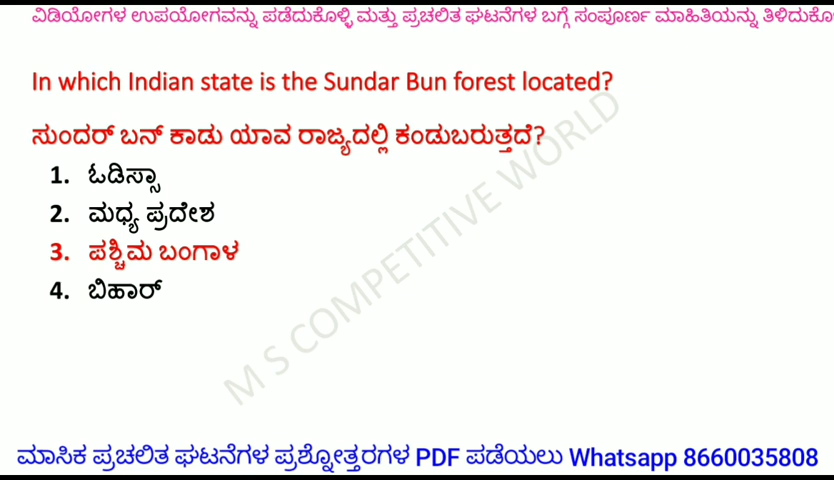 ವಿಡಿಯೋಗಳ ಉಪಯೋಗವನ್ನು ಪಡೆದುಕೊಳ್ಳಿ ಮತ್ತು ಪ್ರಚಲಿತ ಘಟನೆಗಳ ಬಗ್ಗೆ ಸಂಪೂರ್ಣ ಮಾಹಿತಿಯನ್ನು
In which Indian state is the Sundar Bun forest located?
ಸುಂದರ್ ಬನ್ ಕಾಡು ಯಾವ ರಾಜ್ಯದಲ್ಲಿ ಕಂಡುಬರುತ್ತದೆ?
1. ಓಡಿಸ್ಸಾ
2. ಮಧ್ಯ ಪ್ರದೇಶ
3. ಪಶ್ಚಿಮ ಬಂಗಾಳ
4. ಬಿಹಾರ್
M S COMPETITIVE WORLD
ಮಾಸಿಕ ಪ್ರಚಲಿತ ಘಟನೆಗಳ ಪ್ರಶ್ನೋತ್ತರಗಳ PDF ಪಡೆಯಲು Whatsapp 8660035808